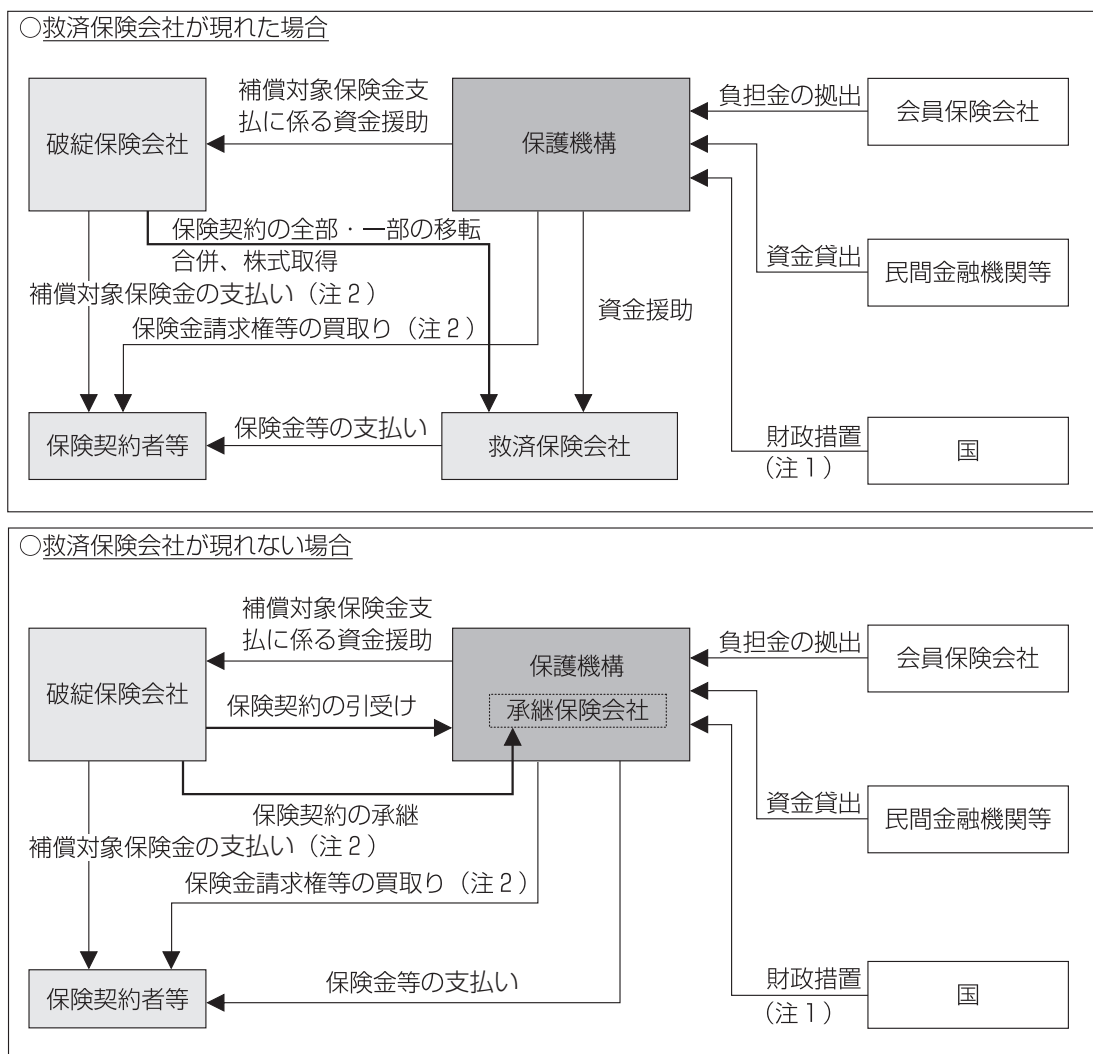 ○救済保険会社が現れた場合
補償対象保険金支
払に係る資金援助
破綻保険会社
保護機構
負担金の拠出
会員保険会社
保険契約の全部・一部の移転
合併、株式取得
資金貸出
民間金融機関等
補償対象保険金の支払い（注２）
資金援助
保険金請求権等の買取り（注２）
保険契約者等
保険金等の支払い
救済保険会社
財政措置
（注１）
国
○救済保険会社が現れない場合
補償対象保険金支
払に係る資金援助
破綻保険会社
保護機構
承継保険会社
負担金の拠出
会員保険会社
保険契約の引受け
保険契約の承継
資金貸出
民間金融機関等
補償対象保険金の支払い（注２）
保険金請求権等の買取り（注２）
保険契約者等
保険金等の支払い
財政措置
（注１）
国